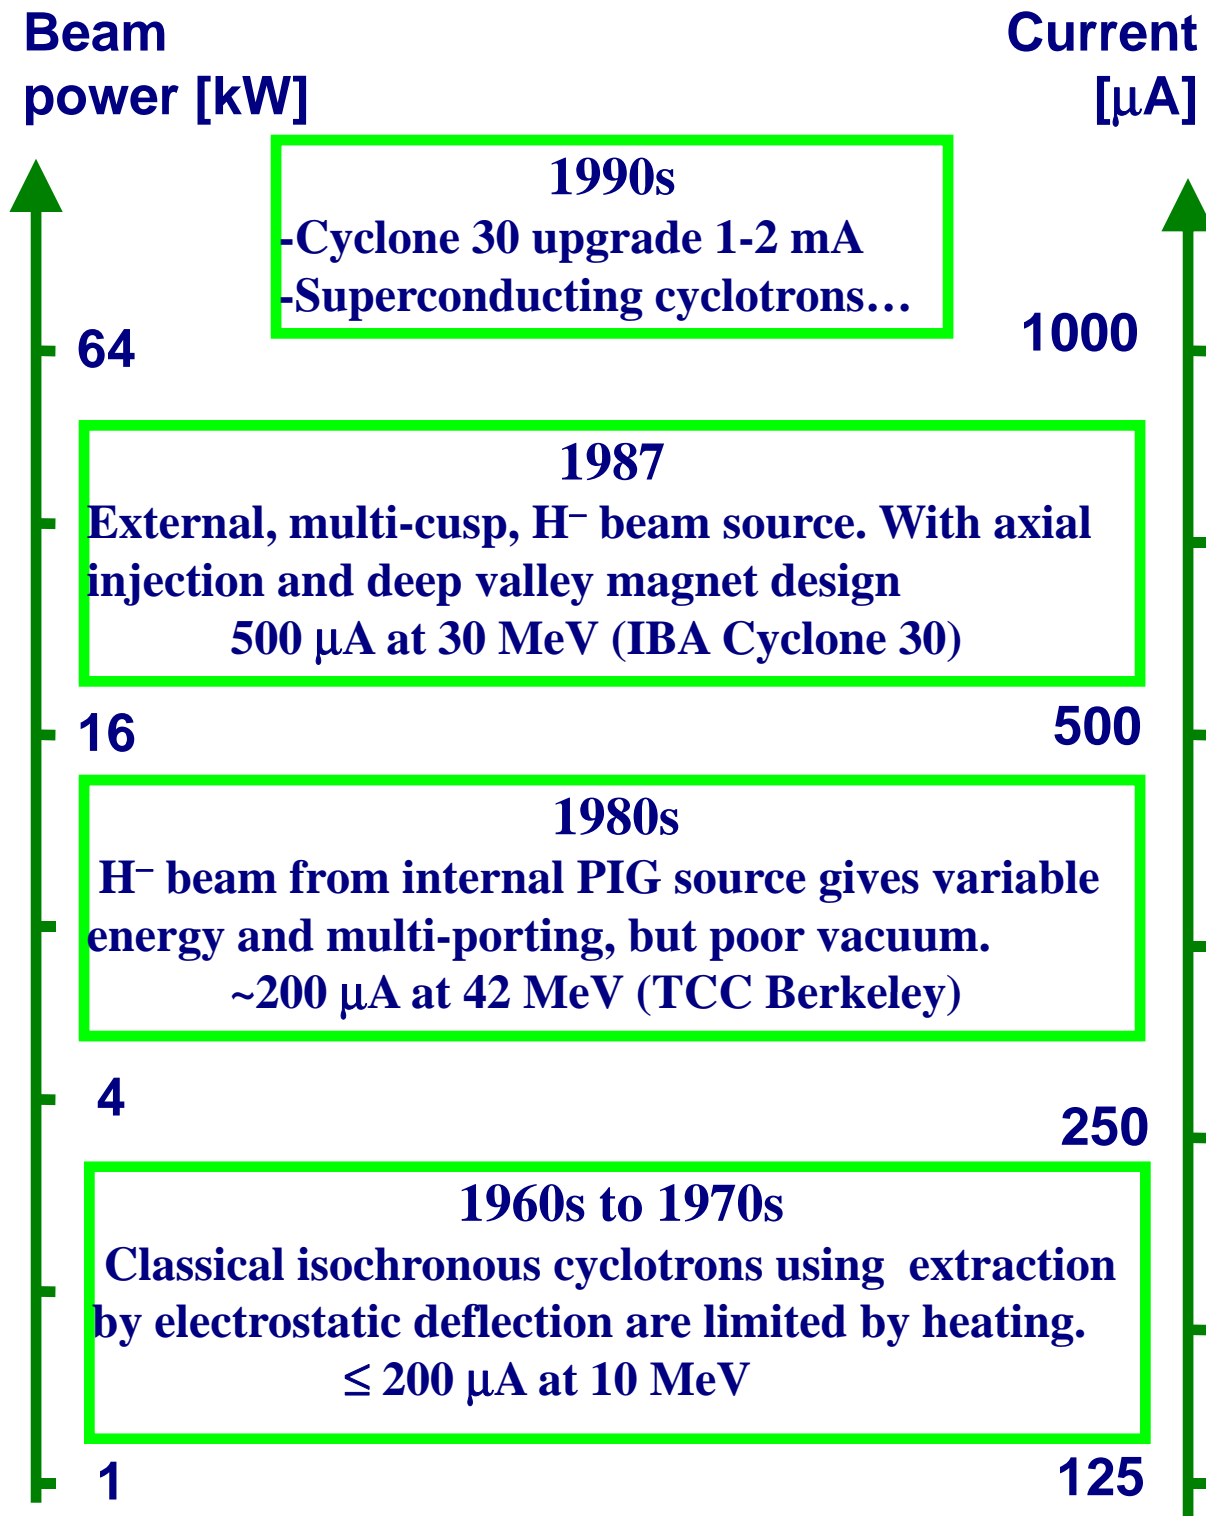 Beam
power [kW]
Current
[μA]
1990s
-Cyclone 30 upgrade 1-2 mA
-Superconducting cyclotrons…
64
1000
1987
External, multi-cusp, H– beam source. With axial
injection and deep valley magnet design
500 μA at 30 MeV (IBA Cyclone 30)
16
500
1980s
H– beam from internal PIG source gives variable
energy and multi-porting, but poor vacuum.
~200 μA at 42 MeV (TCC Berkeley)
4
250
1960s to 1970s
Classical isochronous cyclotrons using extraction
by electrostatic deflection are limited by heating.
≤ 200 μA at 10 MeV
1
125